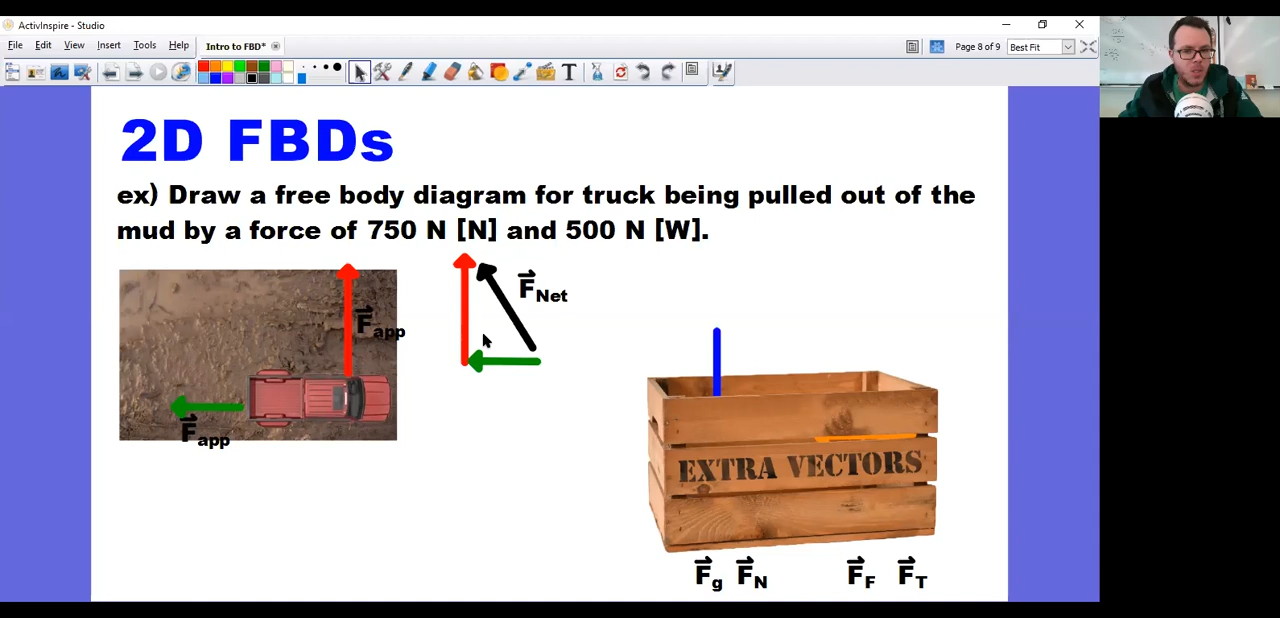 ActivInspire - Studio
File Edit View Insert Tools Help Intro to FBD* Page 8 of 9 Best Fit
2D FBDs
ex) Draw a free body diagram for truck being pulled out of the
mud by a force of 750 N [N] and 500 N [W].
F⃗Net
F⃗app
F⃗app
EXTRA VECTORS
F⃗g F⃗N F⃗F F⃗T